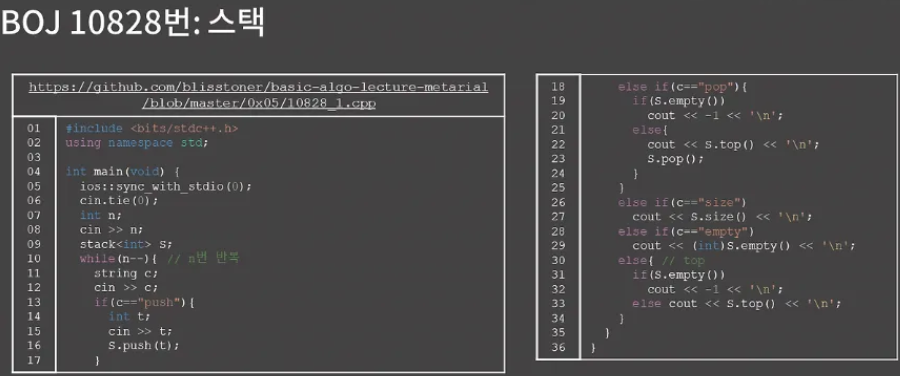 BOJ 10828번: 스택
https://github.com/blisstoner/basic-algo-lecture-metarial
/blob/master/0x05/10828_1.cpp
01 #include <bits/stdc++.h>
02 using namespace std;
03
04 int main(void) {
05   ios::sync_with_stdio(0);
06   cin.tie(0);
07   int n;
08   cin >> n;
09   stack<int> S;
10   while(n--){ // n번 반복
11     string c;
12     cin >> c;
13     if(c=="push"){
14       int t;
15       cin >> t;
16       S.push(t);
17     }
18     else if(c=="pop"){
19       if(S.empty())
20         cout << -1 << '\n';
21       else{
22         cout << S.top() << '\n';
23         S.pop();
24       }
25     }
26     else if(c=="size")
27       cout << S.size() << '\n';
28     else if(c=="empty")
29       cout << (int)S.empty() << '\n';
30     else{ // top
31       if(S.empty())
32         cout << -1 << '\n';
33       else cout << S.top() << '\n';
34     }
35   }
36 }